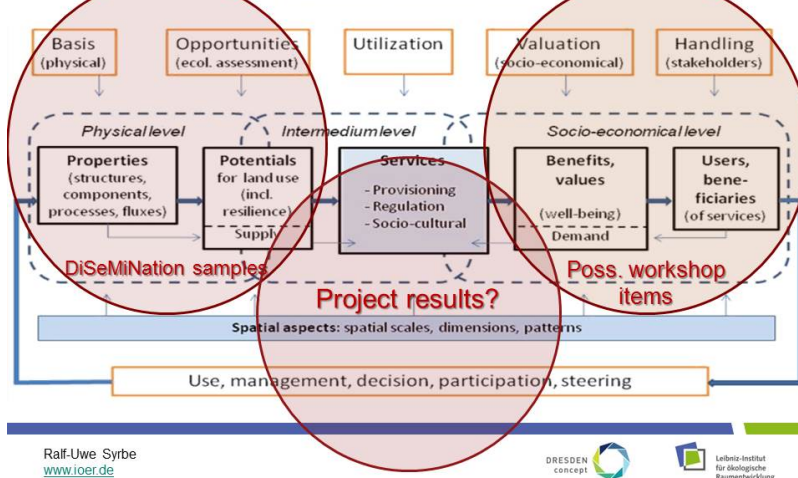 Basis
(physical)
Opportunities
(ecol. assessment)
Utilization
Valuation
(socio-economical)
Handling
(stakeholders)
Physical level
Intermedium level
Socio-economical level
Properties
(structures,
components,
processes, fluxes)
Potentials
for land use
(incl.
resilience)
Supply
Services
- Provisioning
- Regulation
- Socio-cultural
Benefits,
values
(well-being)
Demand
Users,
bene-
ficiaries
(of services)
DiSeMiNation samples
Project results?
Poss. workshop
items
Spatial aspects: spatial scales, dimensions, patterns
Use, management, decision, participation, steering
Ralf-Uwe Syrbe
www.ioer.de
DRESDEN
concept
Leibniz-Institut
für ökologische
Raumentwicklung